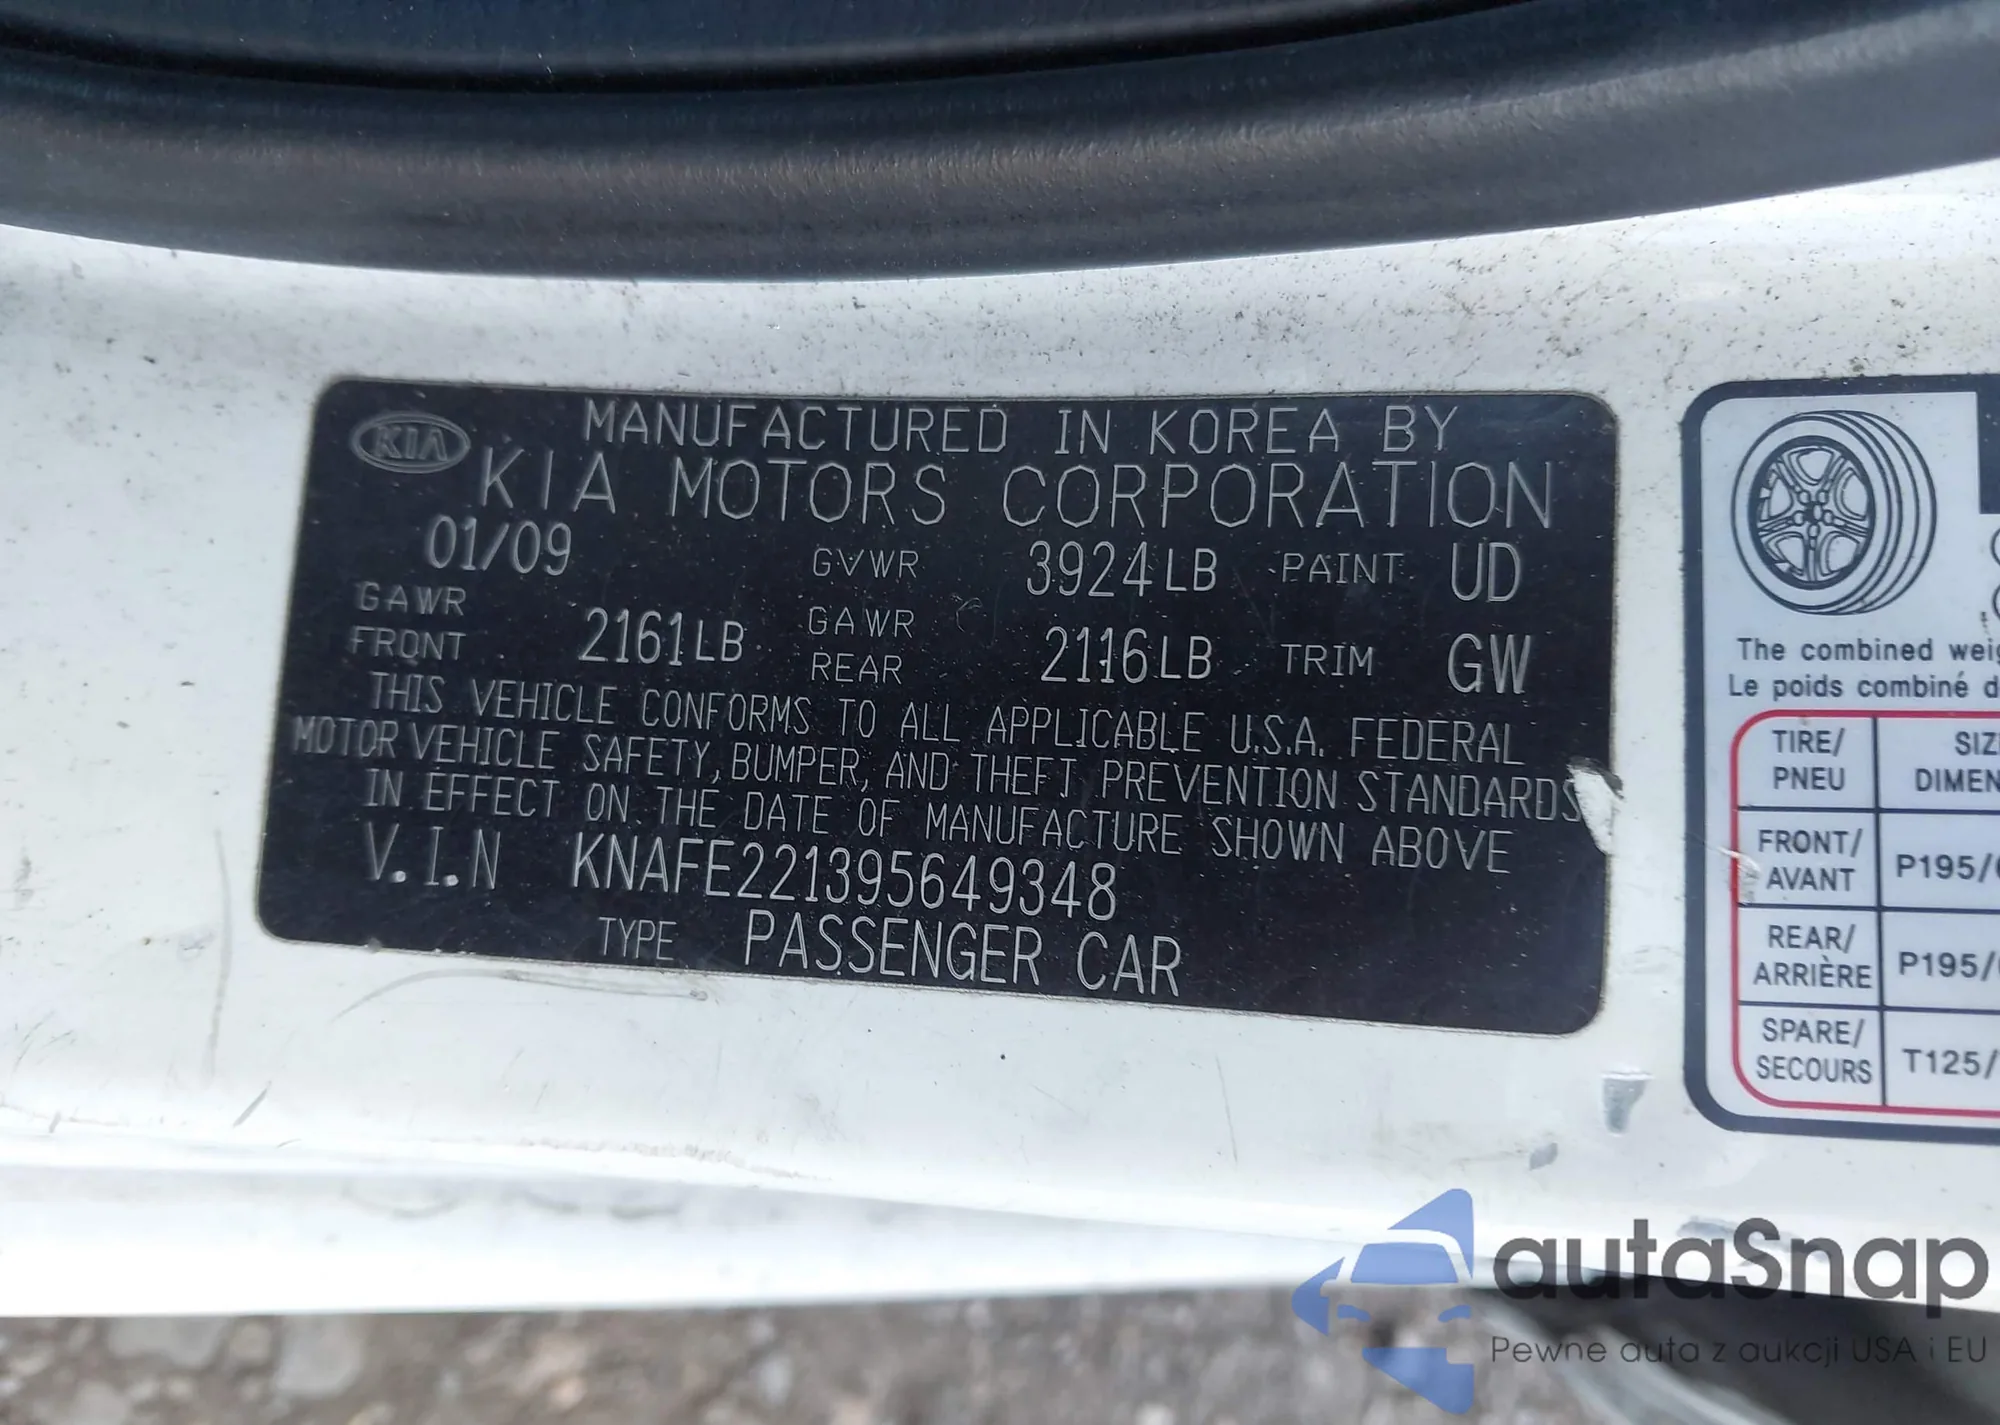 KIA
MANUFACTURED IN KOREA BY
KIA MOTORS CORPORATION
01/09 GVWR 3924LB PAINT UD
GAWR FRONT 2161LB GAWR REAR 2116LB TRIM GW
THIS VEHICLE CONFORMS TO ALL APPLICABLE U.S.A. FEDERAL
MOTOR VEHICLE SAFETY, BUMPER, AND THEFT PREVENTION STANDARDS
IN EFFECT ON THE DATE OF MANUFACTURE SHOWN ABOVE
V.I.N KNAFE221395649348
TYPE PASSENGER CAR
The combined
Le poids combiné
TIRE/
PNEU
FRONT/
AVANT
P195/
REAR/
ARRIÈRE
P195/
SPARE/
SECOURS
T125/
autaSnap
Pewne auta z aukcji USA i EU